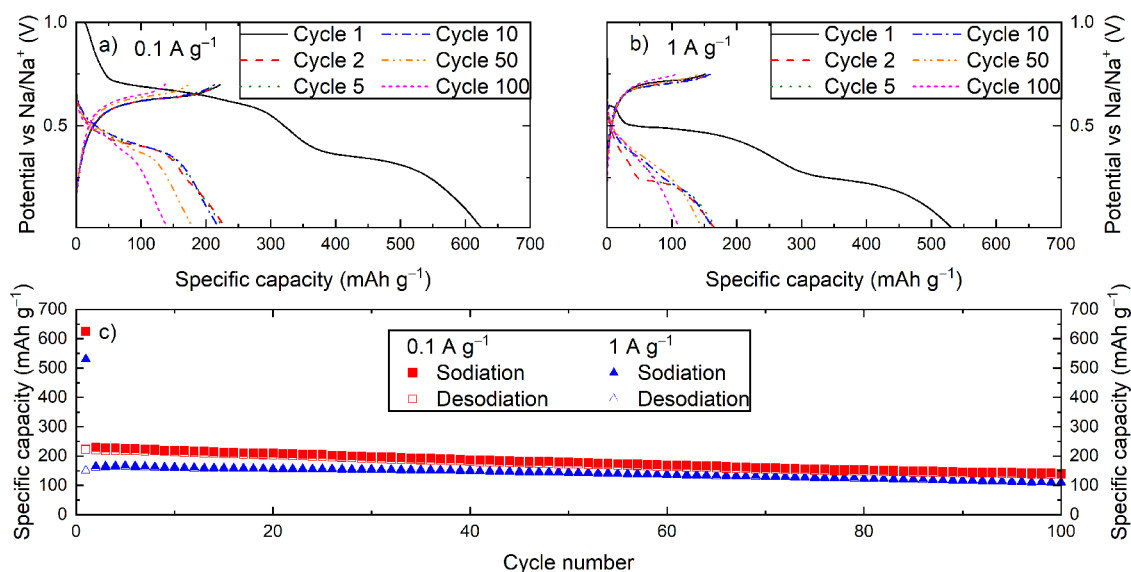 a) 0.1 A g⁻¹
Cycle 1 Cycle 10
Cycle 2 Cycle 50
Cycle 5 Cycle 100
1.0
0.5
Potential vs Na/Na⁺ (V)
0 100 200 300 400 500 600 700
Specific capacity (mAh g⁻¹)
b) 1 A g⁻¹
Cycle 1 Cycle 10
Cycle 2 Cycle 50
Cycle 5 Cycle 100
1.0
0.5
Potential vs Na/Na⁺ (V)
0 100 200 300 400 500 600 700
Specific capacity (mAh g⁻¹)
c)
0.1 A g⁻¹ 1 A g⁻¹
Sodiation Sodiation
Desodiation Desodiation
700 700
600 600
500 500
400 400
300 300
200 200
100 100
0 0
Specific capacity (mAh g⁻¹)
Specific capacity (mAh g⁻¹)
0 20 40 60 80 100
Cycle number